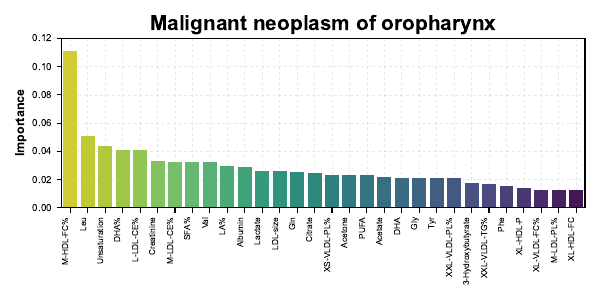 Malignant neoplasm of oropharynx
Importance
0.12
0.10
0.08
0.06
0.04
0.02
0.00
M-HDL-FC%
Leu
Unsaturation
DHA%
L-LDL-CE%
Creatinine
M-LDL-CE%
SFA%
Val
LA%
Albumin
Lactate
LDL-size
Gln
Citrate
XS-VLDL-PL%
Acetone
PUFA
Acetate
DHA
Gly
Tyr
XXL-VLDL-PL%
3-Hydroxybutyrate
XXL-VLDL-TG%
Phe
XL-HDL-P
XL-VLDL-FC%
M-LDL-PL%
XL-HDL-FC